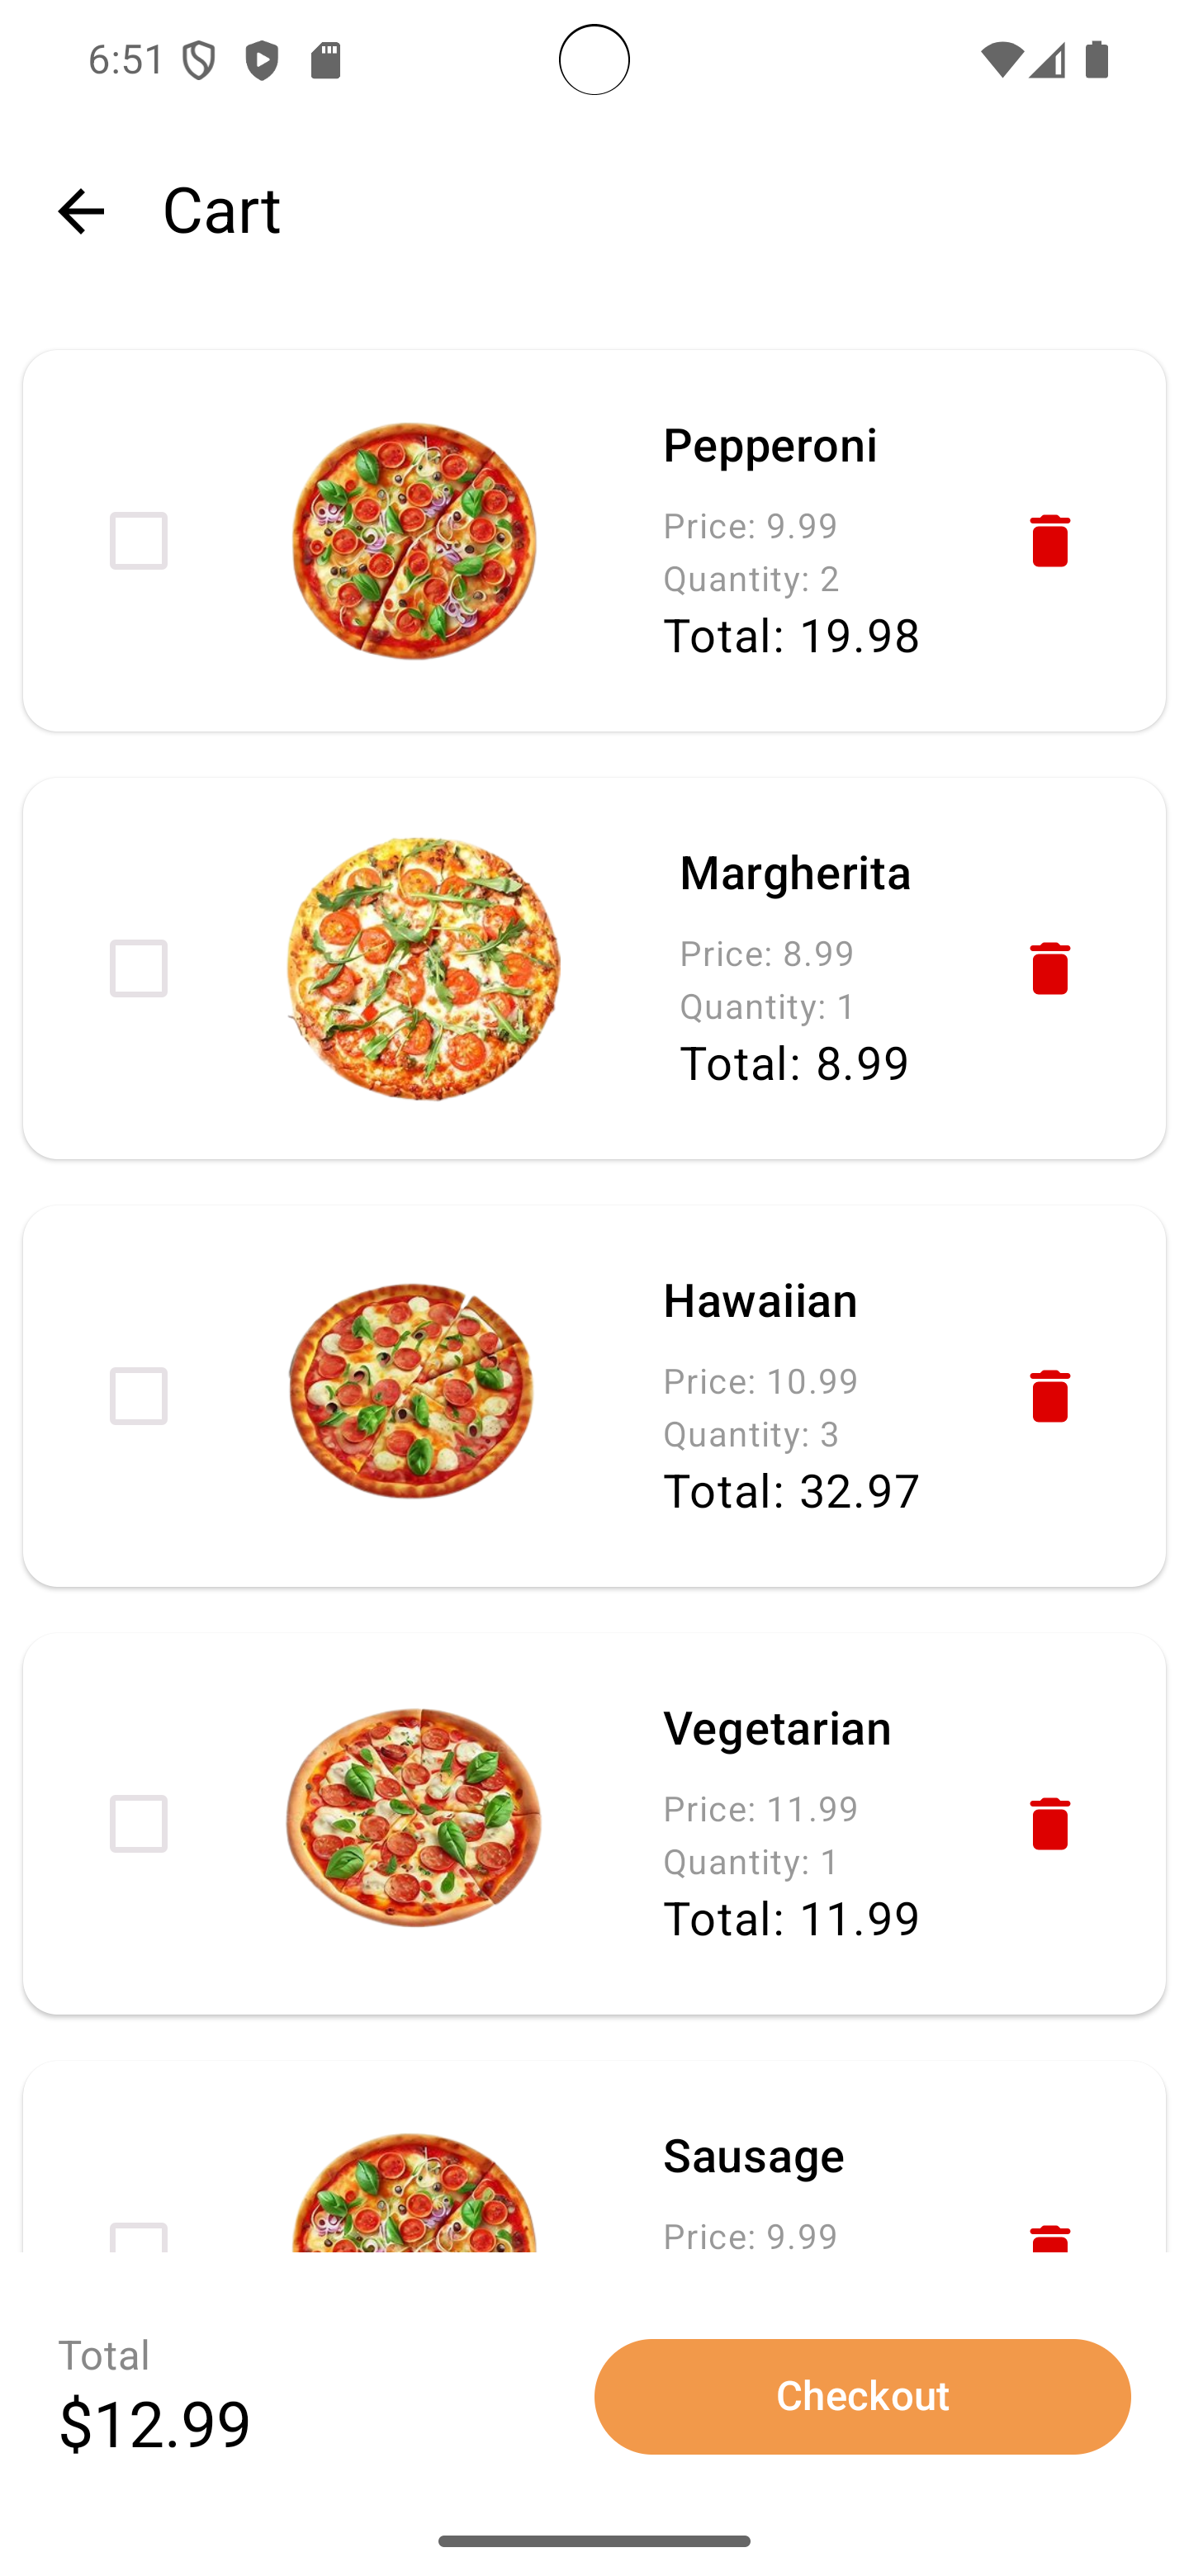 6:51
Cart
Pepperoni
Price: 9.99
Quantity: 2
Total: 19.98
Margherita
Price: 8.99
Quantity: 1
Total: 8.99
Hawaiian
Price: 10.99
Quantity: 3
Total: 32.97
Vegetarian
Price: 11.99
Quantity: 1
Total: 11.99
Sausage
Price: 9.99
Total
$12.99
Checkout